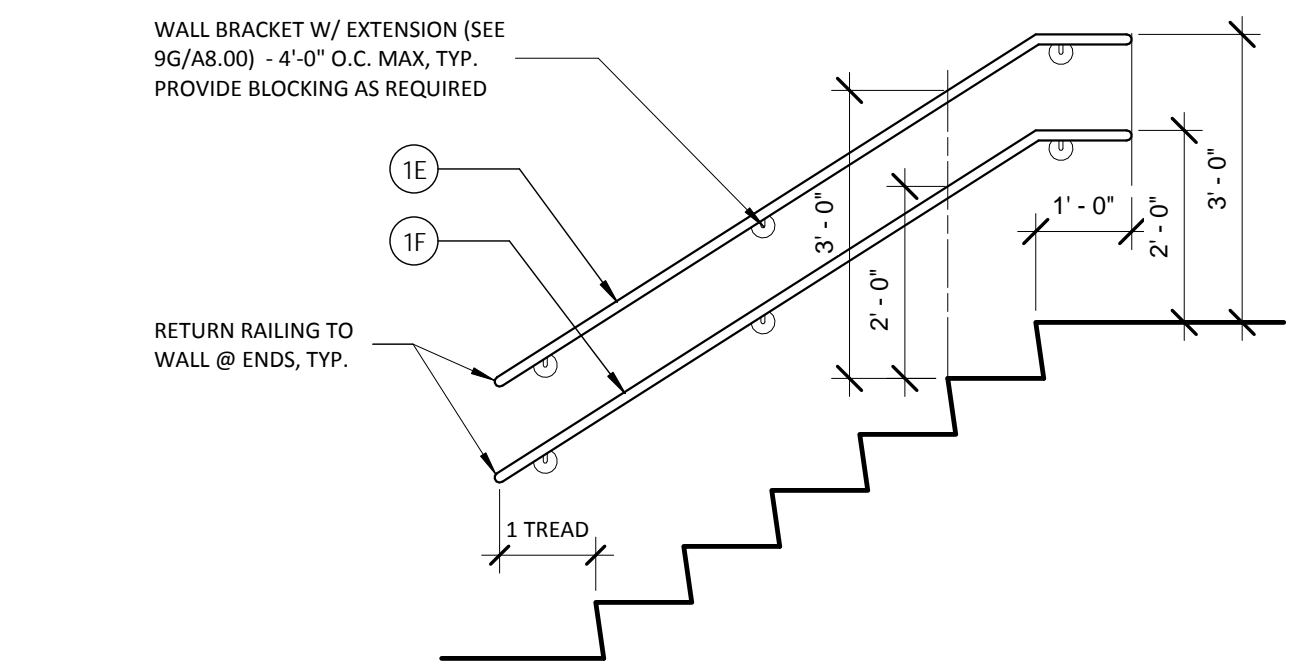 WALL BRACKET W/ EXTENSION (SEE
9G/A8.00) - 4'-0" O.C. MAX, TYP.
PROVIDE BLOCKING AS REQUIRED
1E
1F
RETURN RAILING TO
WALL @ ENDS, TYP.
1 TREAD
3' - 0"
2' - 0"
1' - 0"
2' - 0"
3' - 0"